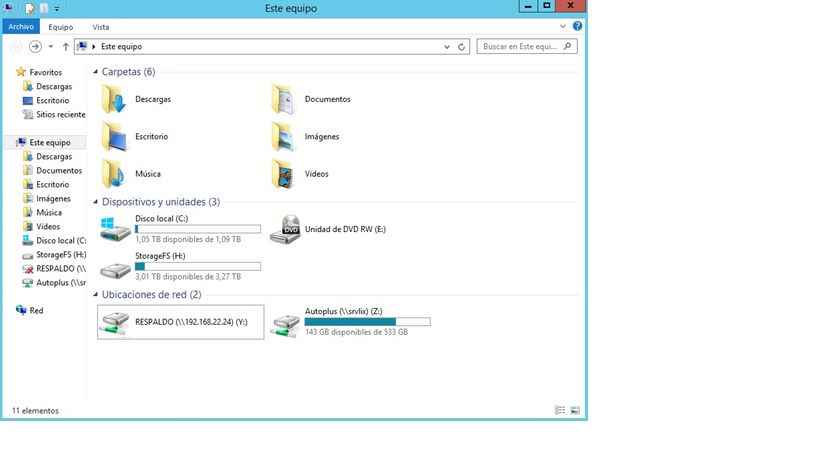 Este equipo
Archivo Equipo Vista
Este equipo
Buscar en Este equi...
Favoritos
Descargas
Escritorio
Sitios reciente
Este equipo
Descargas
Documentos
Escritorio
Imágenes
Música
Vídeos
Disco local (C:
StorageFS (H:)
RESPALDO (\\
Autoplus (\\sr
Red
Carpetas (6)
Descargas
Documentos
Escritorio
Imágenes
Música
Vídeos
Dispositivos y unidades (3)
Disco local (C:)
1,05 TB disponibles de 1,09 TB
DVD
Unidad de DVD RW (E:)
StorageFS (H:)
3,01 TB disponibles de 3,27 TB
Ubicaciones de red (2)
RESPALDO (\\192.168.22.24) (Y:)
Autoplus (\\srvlix) (Z:)
143 GB disponibles de 533 GB
11 elementos